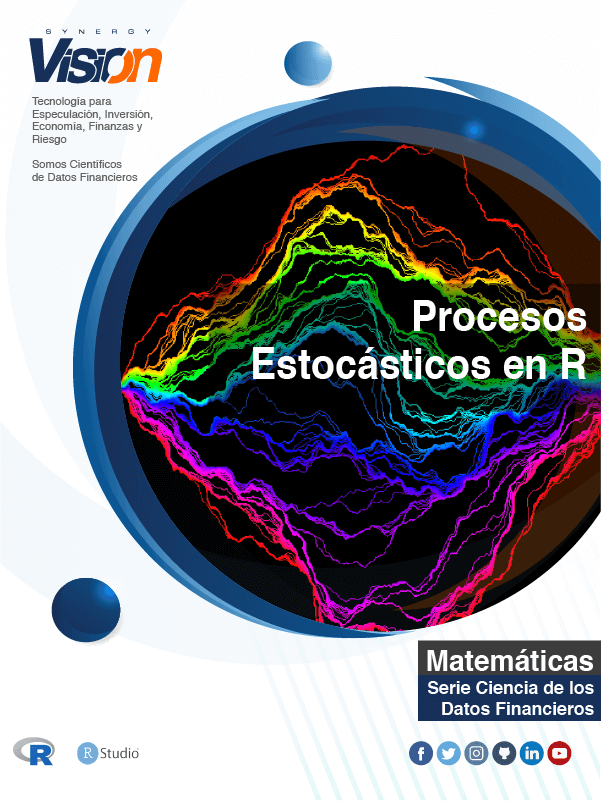 SYNERGY
Vision
Tecnología para
Especulación, Inversión,
Economía, Finanzas y
Riesgo
Somos Científicos
de Datos Financieros
Procesos
Estocásticos en R
Matemáticas
Serie Ciencia de los
Datos Financieros
R
R Studio
f
in